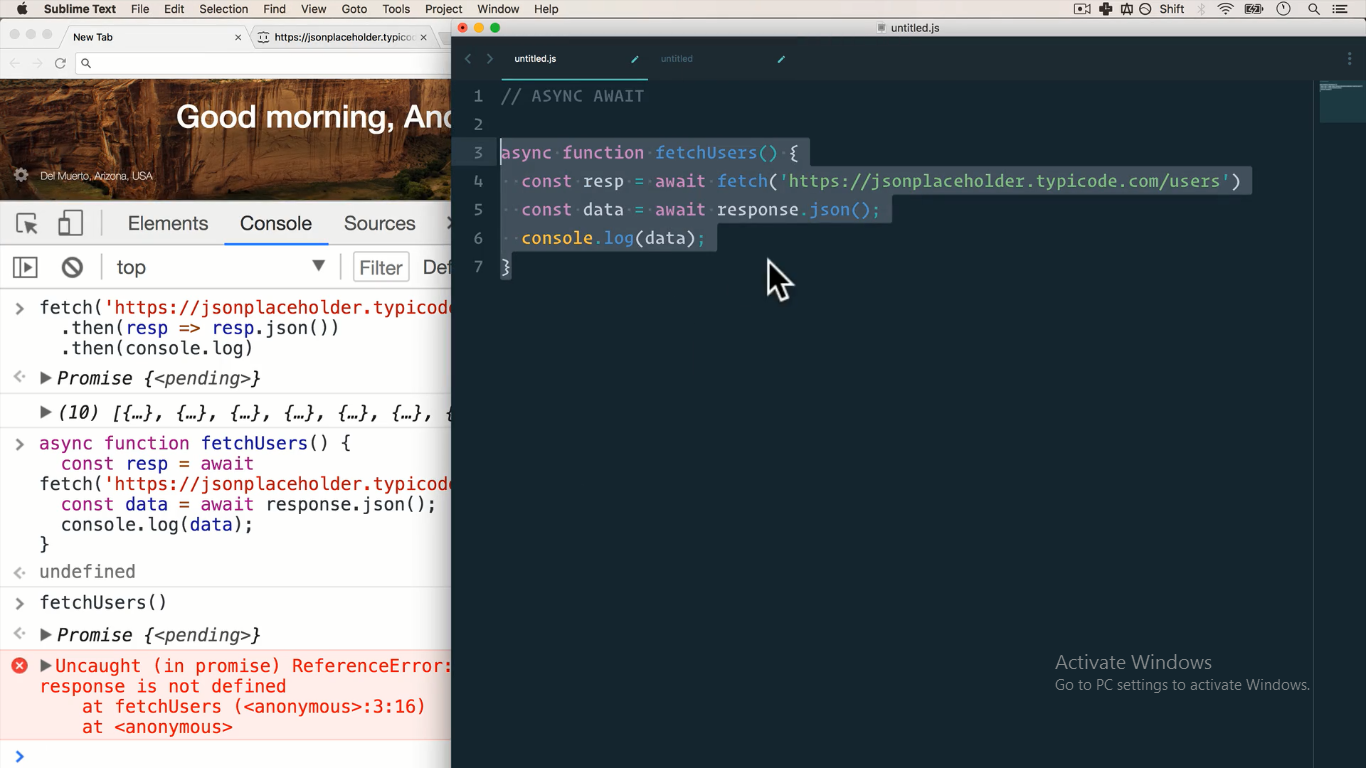 Sublime Text File Edit Selection Find View Goto Tools Project Window Help Shift
New Tab × https://jsonplaceholder.typico ×
untitled.js
untitled.js untitled
Good morning, An
Del Muerto, Arizona, USA
Elements Console Sources
top ▼ Filter Def
fetch('https://jsonplaceholder.typicode
.then(resp => resp.json())
.then(console.log)
Promise {<pending>}
(10) [{…}, {…}, {…}, {…}, {…}, {…}, {
async function fetchUsers() {
const resp = await
fetch('https://jsonplaceholder.typicode
const data = await response.json();
console.log(data);
}
undefined
fetchUsers()
Promise {<pending>}
Uncaught (in promise) ReferenceError:
response is not defined
at fetchUsers (<anonymous>:3:16)
at <anonymous>
1 // ASYNC AWAIT
2
3 async function fetchUsers() {
4 const resp = await fetch('https://jsonplaceholder.typicode.com/users')
5 const data = await response.json();
6 console.log(data);
7 }
Activate Windows
Go to PC settings to activate Windows.